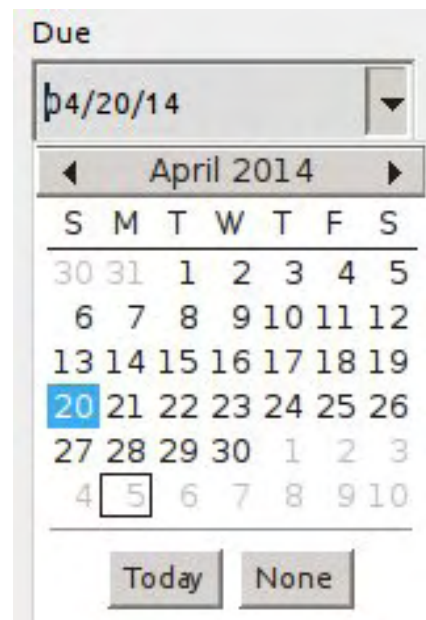 Due
04/20/14
April 2014
S M T W T F S
30 31 1 2 3 4 5
6 7 8 9 10 11 12
13 14 15 16 17 18 19
20 21 22 23 24 25 26
27 28 29 30 1 2 3
4 5 6 7 8 9 10
Today None